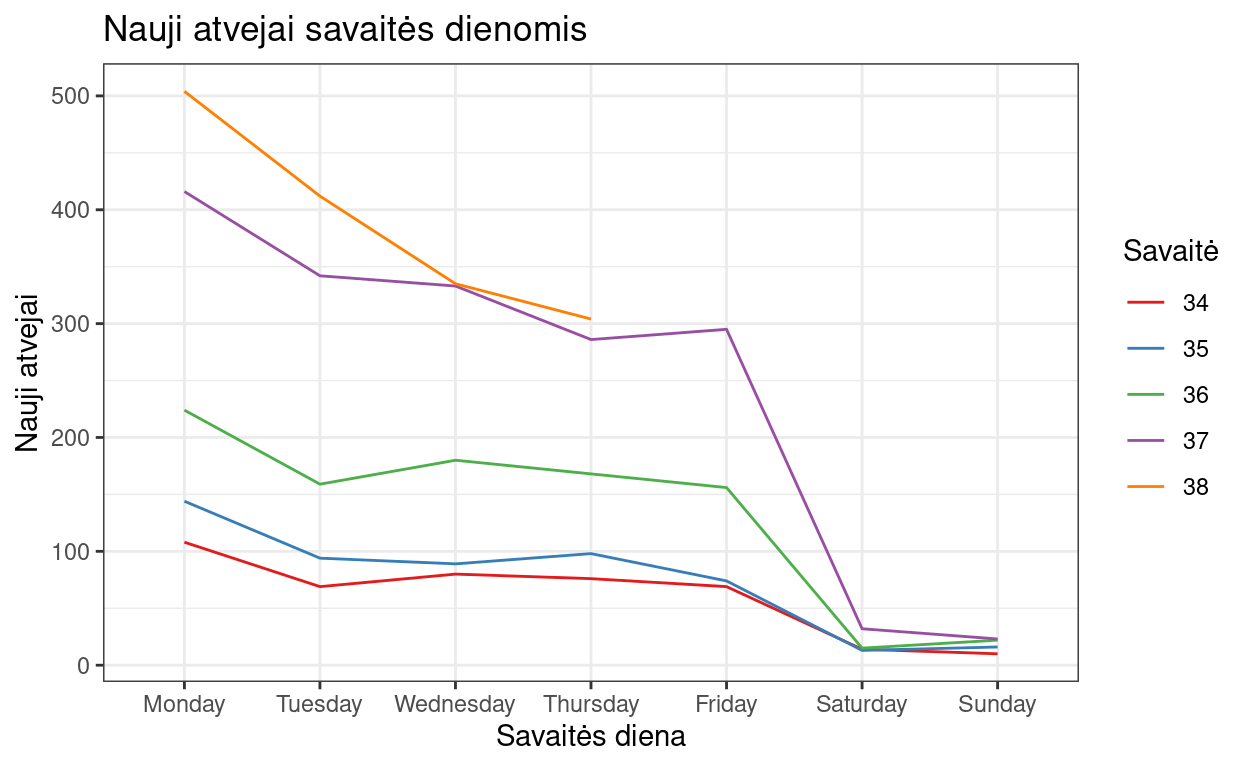 Nauji atvejai savaitės dienomis
Nauji atvejai
500
400
300
200
100
0
Monday Tuesday Wednesday Thursday Friday Saturday Sunday
Savaitės diena
Savaitė
34
35
36
37
38